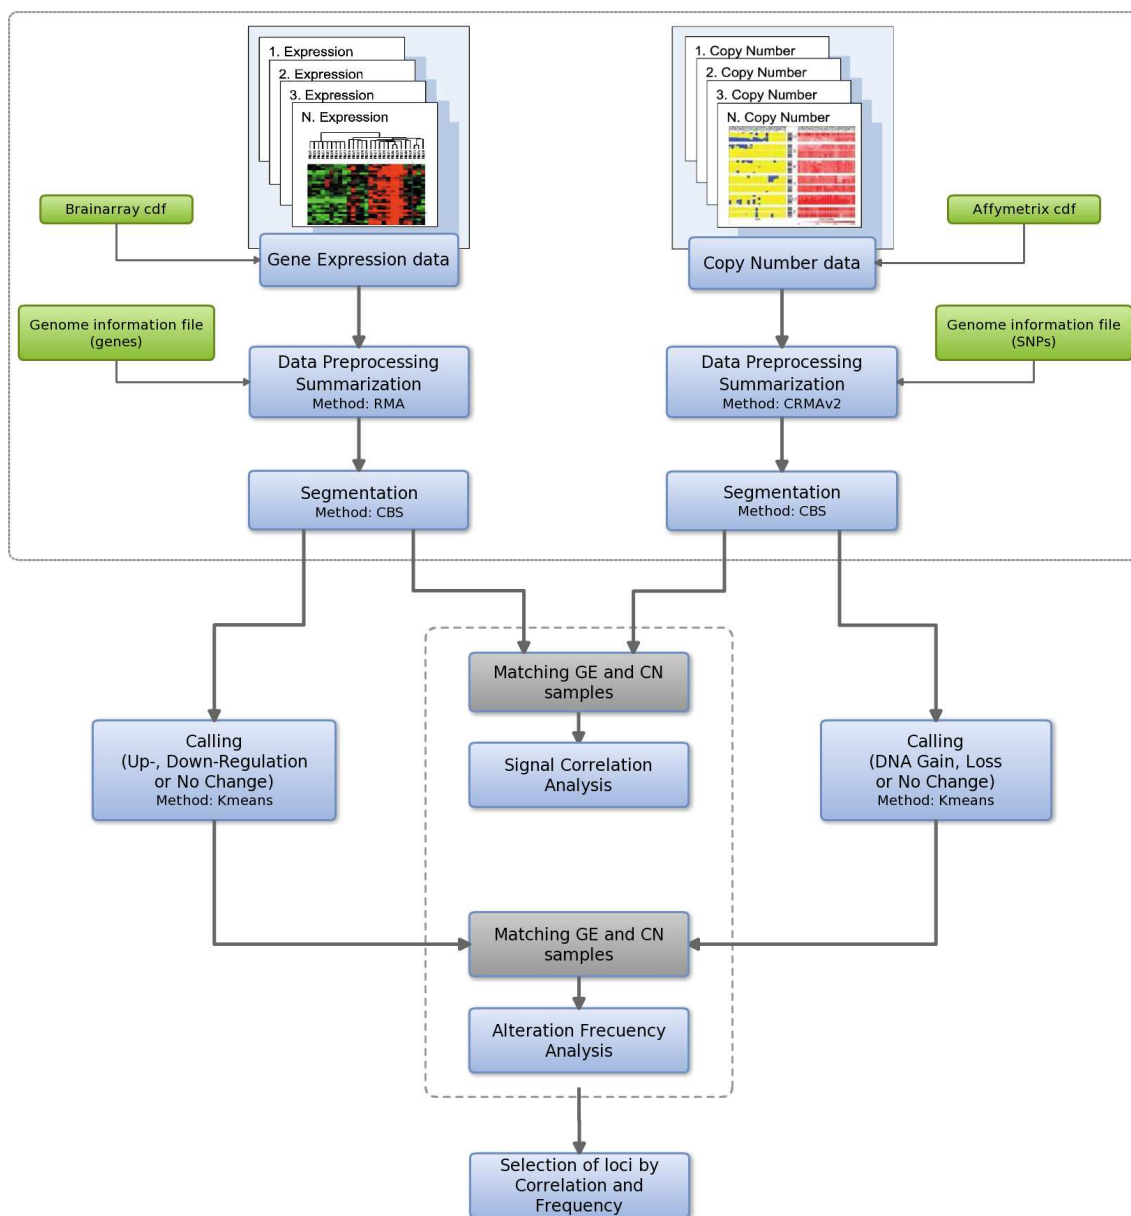 1. Expression
2. Expression
3. Expression
N. Expression
1. Copy Number
2. Copy Number
3. Copy Number
N. Copy Number
Brainarray cdf
Affymetrix cdf
Gene Expression data
Copy Number data
Genome information file
(genes)
Genome information file
(SNPs)
Data Preprocessing
Summarization
Method: RMA
Data Preprocessing
Summarization
Method: CRMAv2
Segmentation
Method: CBS
Segmentation
Method: CBS
Matching GE and CN
samples
Signal Correlation
Analysis
Calling
(Up-, Down-Regulation
or No Change)
Method: Kmeans
Calling
(DNA Gain, Loss
or No Change)
Method: Kmeans
Matching GE and CN
samples
Alteration Frecuency
Analysis
Selection of loci by
Correlation and
Frequency